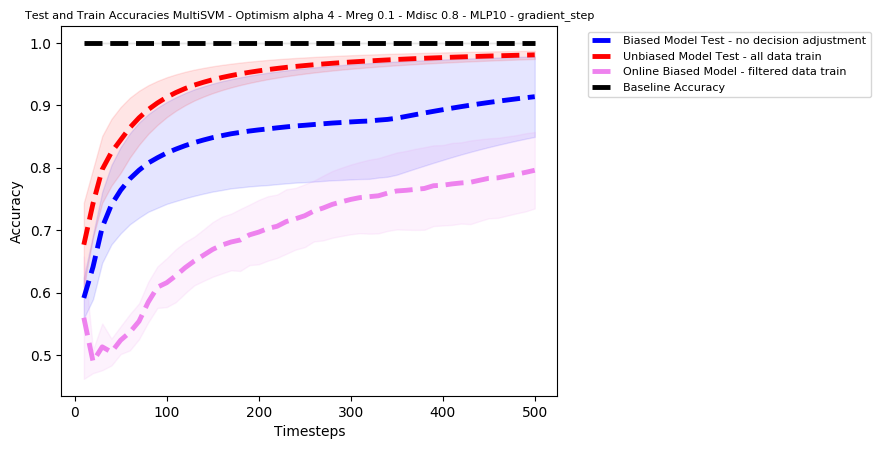 Test and Train Accuracies MultiSVM - Optimism alpha 4 - Mreg 0.1 - Mdisc 0.8 - MLP10 - gradient_step
Biased Model Test - no decision adjustment
Unbiased Model Test - all data train
Online Biased Model - filtered data train
Baseline Accuracy
1.0
0.9
0.8
0.7
0.6
0.5
Accuracy
0
100
200
300
400
500
Timesteps